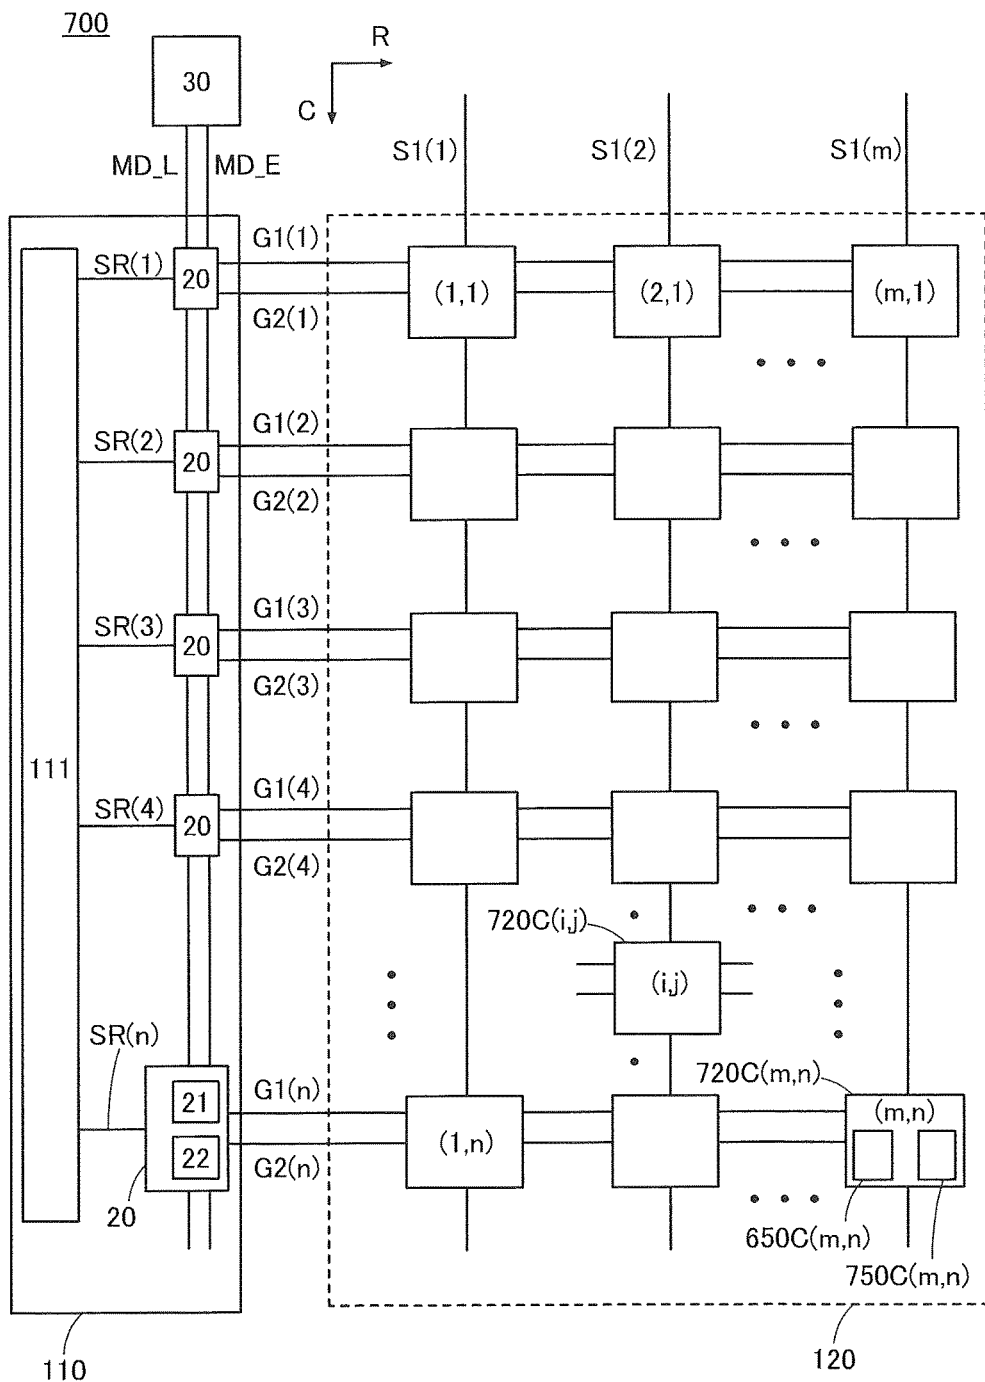 700
30
R
C
MD_L
MD_E
S1(1)
S1(2)
S1(m)
SR(1)
20
G1(1)
G2(1)
(1,1)
(2,1)
(m,1)
SR(2)
20
G1(2)
G2(2)
SR(3)
20
G1(3)
G2(3)
111
SR(4)
20
G1(4)
G2(4)
720C(i,j)
(i,j)
SR(n)
21
22
20
G1(n)
G2(n)
(1,n)
720C(m,n)
(m,n)
650C(m,n)
750C(m,n)
110
120